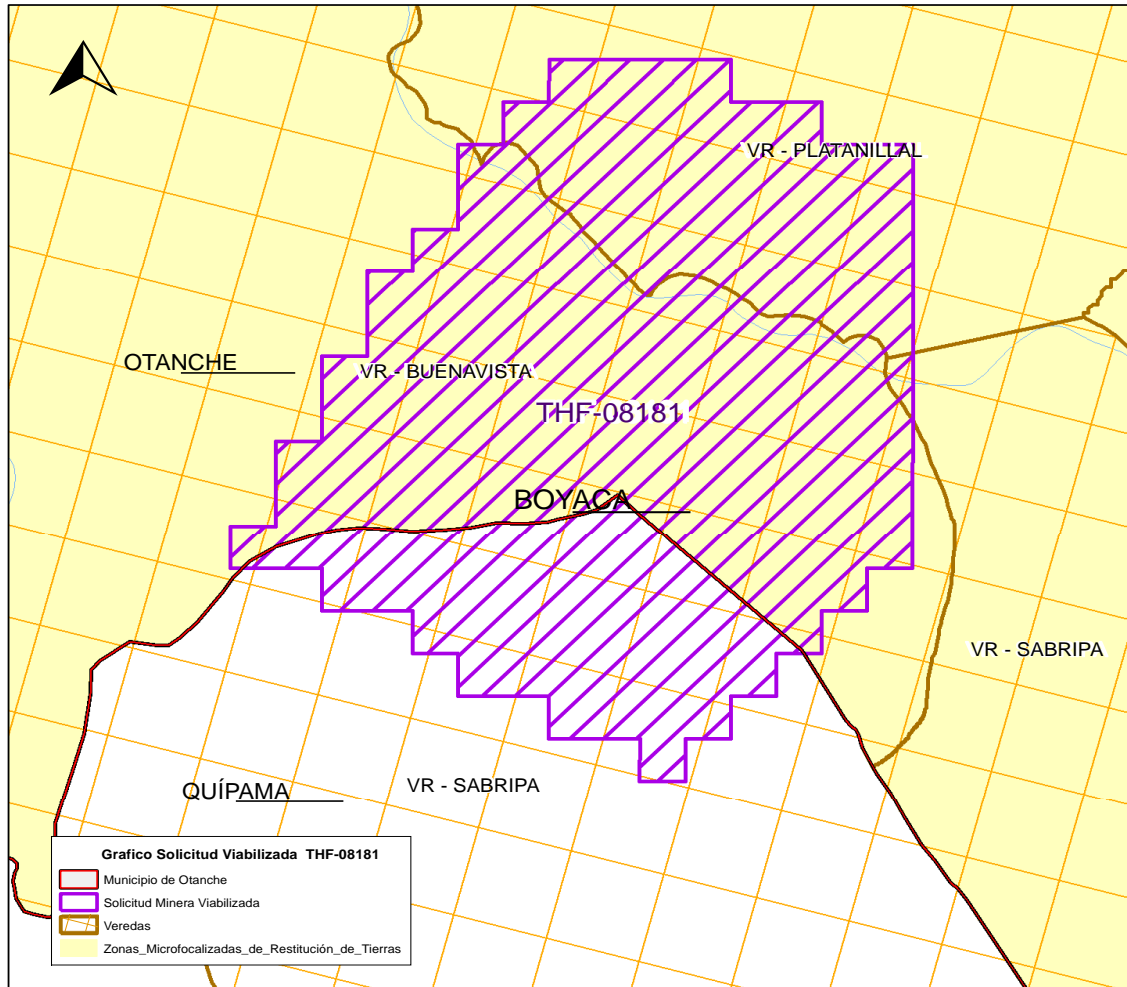 VR - PLATANILLAL
OTANCHE
VR - BUENAVISTA
THF-08181
BOYACA
VR - SABRIPA
QUÍPAMA
VR - SABRIPA
Grafico Solicitud Viabilizada THF-08181
Municipio de Otanche
Solicitud Minera Viabilizada
Veredas
Zonas_Microfocalizadas_de_Restitución_de_Tierras